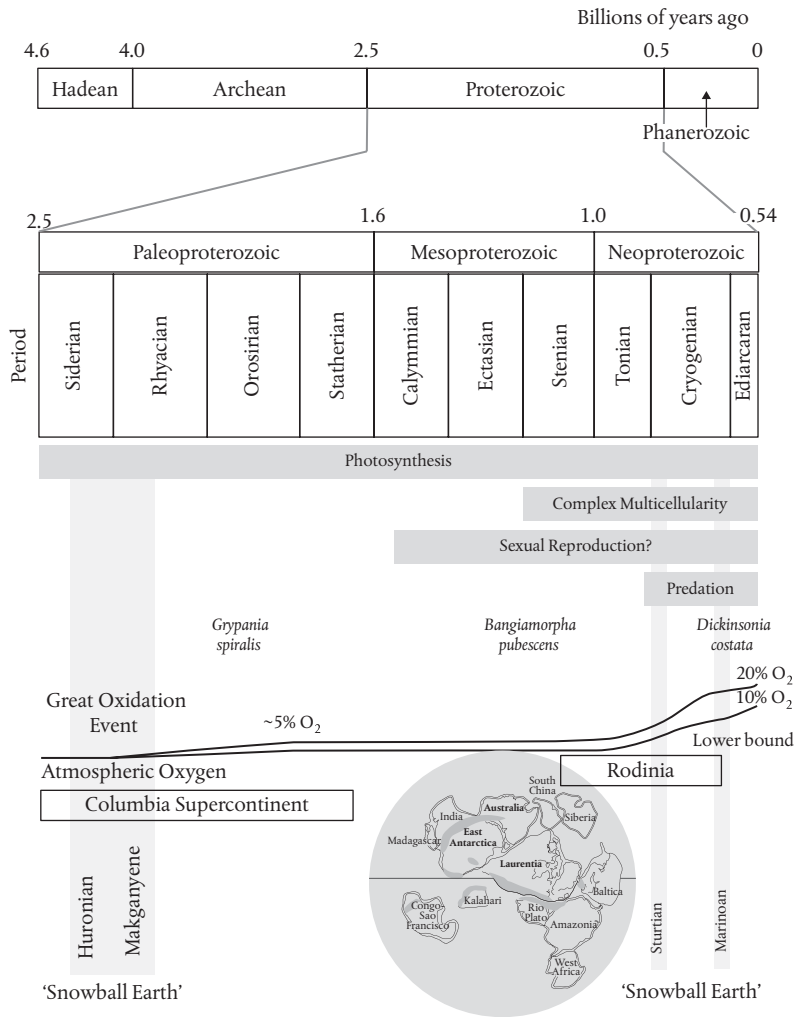 Billions of years ago
4.6 4.0 2.5 0.5 0
Hadean Archean Proterozoic
Phanerozoic
2.5 1.6 1.0 0.54
Paleoproterozoic Mesoproterozoic Neoproterozoic
Period
Siderian
Rhyacian
Orosirian
Statherian
Calymmian
Ectasian
Stenian
Tonian
Cryogenian
Ediarcaran
Photosynthesis
Complex Multicellularity
Sexual Reproduction?
Predation
Grypania
spiralis
Bangiamorpha
pubescens
Dickinsonia
costata
Great Oxidation
Event
~5% O₂
20% O₂
10% O₂
Lower bound
Atmospheric Oxygen
Columbia Supercontinent
Rodinia
South
China
Australia
India
Siberia
Madagascar
East
Antarctica
Laurentia
Baltica
Congo-
Sao
Francisco
Kalahari
Rio
Plato
Amazonia
West
Africa
Huronian
Makganyene
Sturtian
Marinoan
'Snowball Earth'
'Snowball Earth'